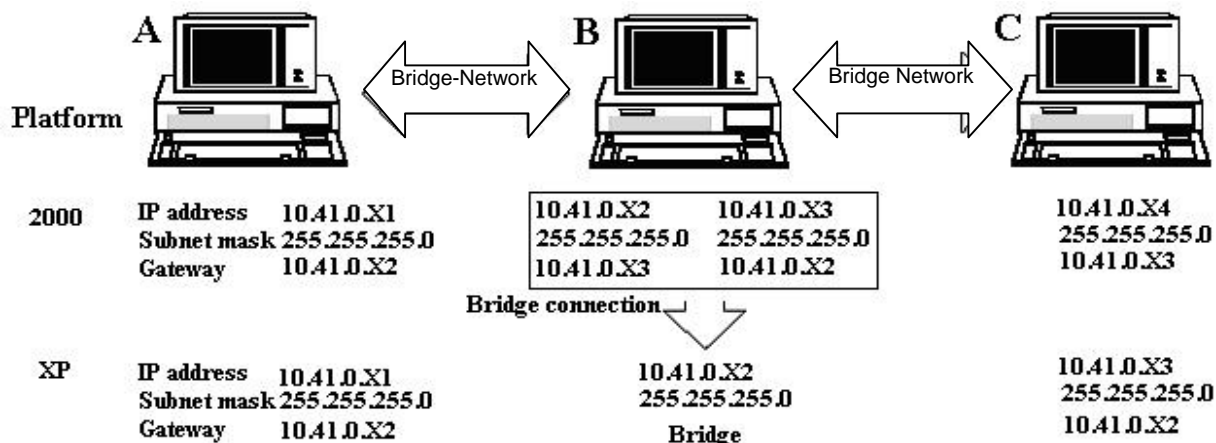 A B C
Bridge-Network
Bridge Network
Platform
2000
IP address 10.41.0.X1
Subnet mask 255.255.255.0
Gateway 10.41.0.X2
10.41.0.X2 10.41.0.X3
255.255.255.0 255.255.255.0
10.41.0.X3 10.41.0.X2
10.41.0.X4
255.255.255.0
10.41.0.X3
Bridge connection
XP
IP address 10.41.0.X1
Subnet mask 255.255.255.0
Gateway 10.41.0.X2
10.41.0.X2
255.255.255.0
Bridge
10.41.0.X3
255.255.255.0
10.41.0.X2